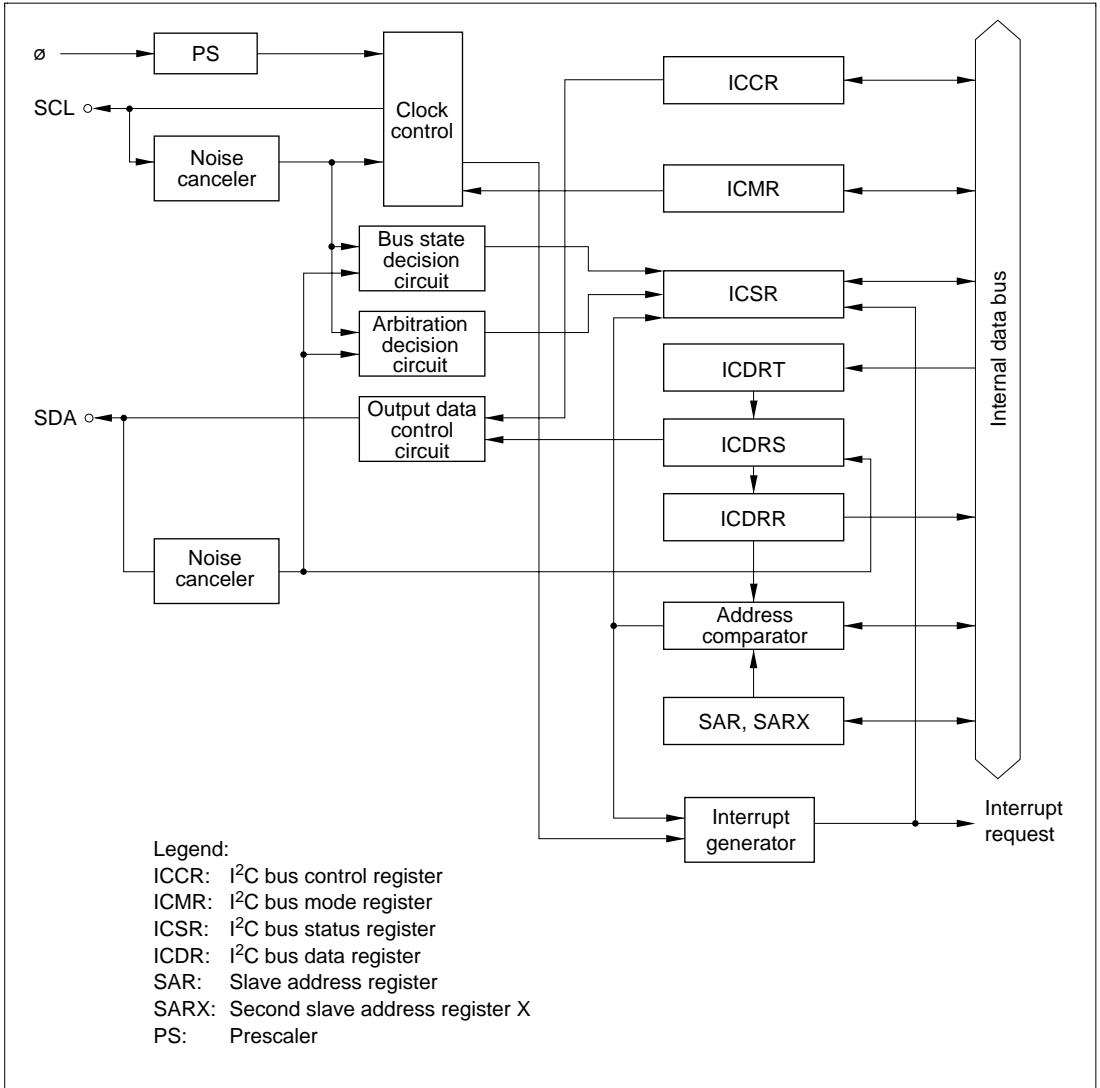 ø
PS
SCL
Clock
control
Noise
canceler
ICCR
ICMR
Bus state
decision
circuit
ICSR
Arbitration
decision
circuit
ICDRT
SDA
Output data
control
circuit
ICDRS
ICDRR
Noise
canceler
Address
comparator
SAR, SARX
Internal data bus
Interrupt
generator
Interrupt
request
Legend:
ICCR: I²C bus control register
ICMR: I²C bus mode register
ICSR: I²C bus status register
ICDR: I²C bus data register
SAR: Slave address register
SARX: Second slave address register X
PS: Prescaler